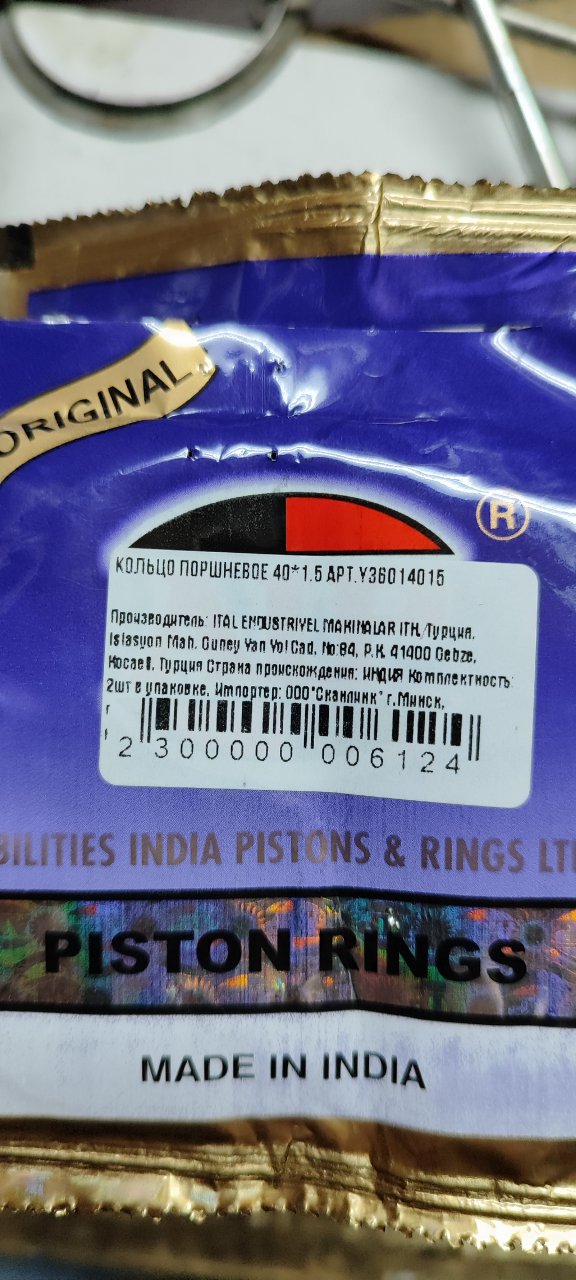 ORIGINAL
®
КОЛЬЦО ПОРШНЕВОЕ 40*1.5 АРТ.Y36014015
Производитель: ITAL ENDUSTRIYEL MAKINALAR ITH, Турция.
Istasyon Mah. Guney Yan Yol Cad. No:84, P.K. 41400 Gebze,
Kocaeli, Турция Страна происхождения: ИНДИЯ Комплектность:
2шт в упаковке. Импортер: ООО"Сканлинк" г.Минск,
2 300000 006124
BILITIES INDIA PISTONS & RINGS LT
PISTON RINGS
MADE IN INDIA